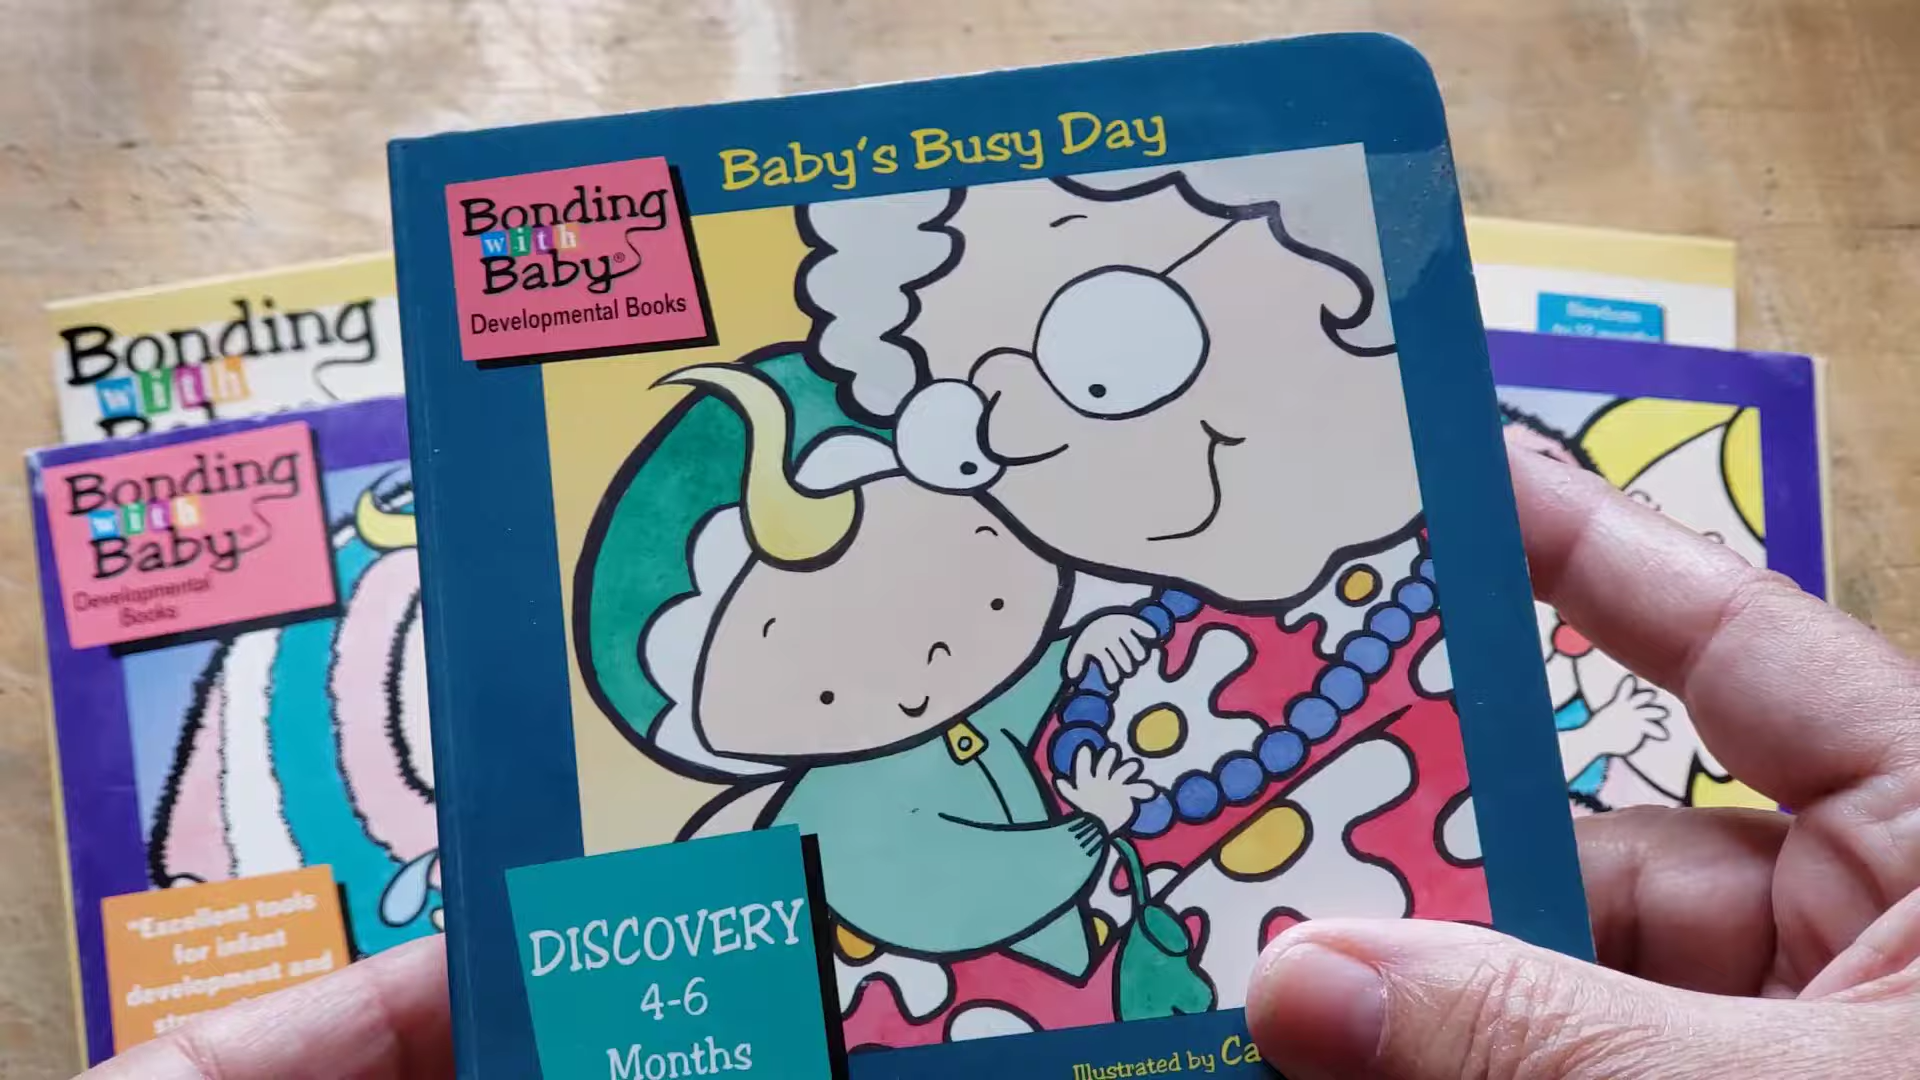 Baby's Busy Day
Bonding
with
Baby®
Developmental Books
DISCOVERY
4-6
Months
Illustrated by Ca
Bonding
with
Bonding
with
Baby®
Developmental
Books
"Excellent tools
for infant
development and
Newborn